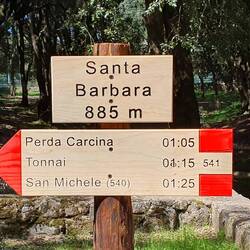 Santa
Barbara
885 m
Perda Carcina 01:05
Tonnai 01:15 541
San Michele (540) 01:25